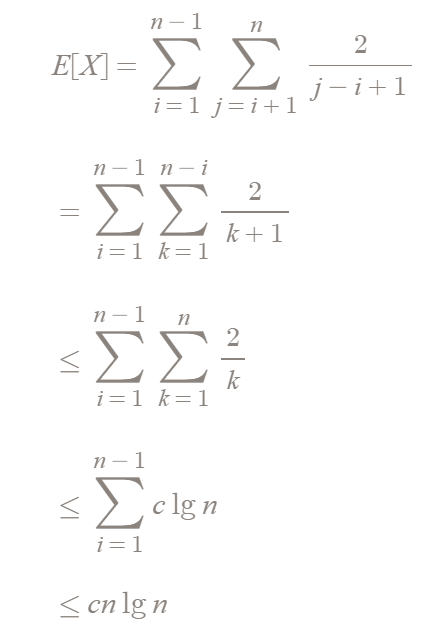 E[X] = \sum_{i=1}^{n-1} \sum_{j=i+1}^{n} \frac{2}{j-i+1}
= \sum_{i=1}^{n-1} \sum_{k=1}^{n-i} \frac{2}{k+1}
\leq \sum_{i=1}^{n-1} \sum_{k=1}^{n} \frac{2}{k}
\leq \sum_{i=1}^{n-1} c \lg n
\leq cn \lg n